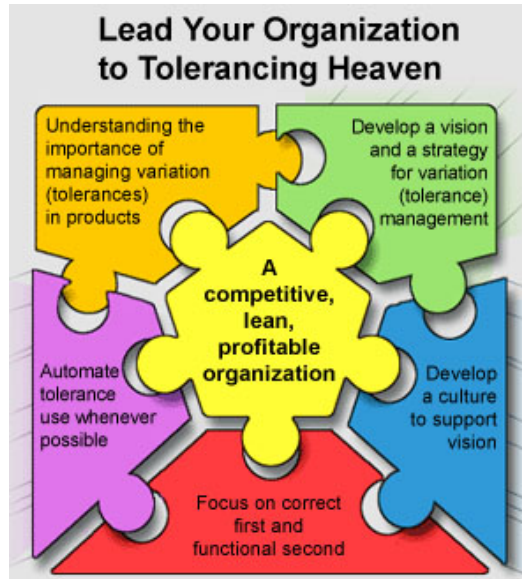 Lead Your Organization
to Tolerancing Heaven
Understanding the
importance of
managing variation
(tolerances)
in products
Develop a vision
and a strategy
for variation
(tolerance)
management
A
competitive,
lean,
profitable
organization
Automate
tolerance
use whenever
possible
Develop
a culture
to support
vision
Focus on correct
first and
functional second